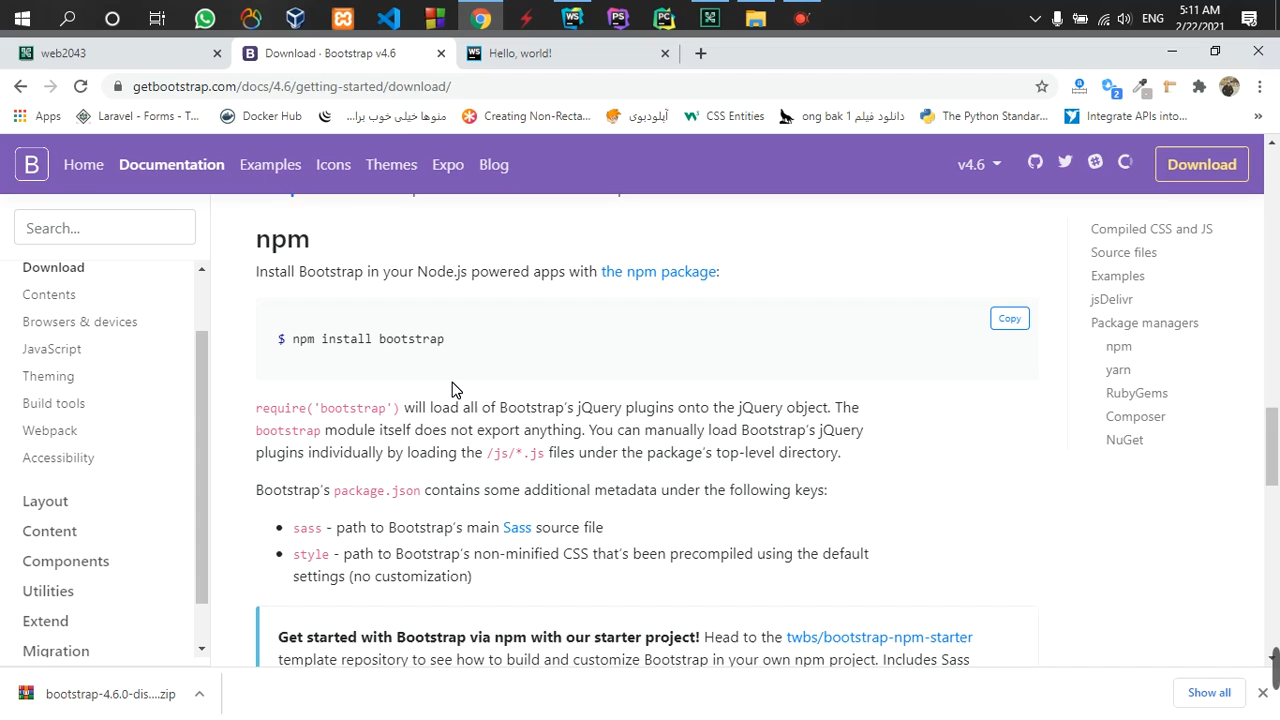 ENG
5:11 AM
2/22/2021
web2043
Download · Bootstrap v4.6
Hello, world!
getbootstrap.com/docs/4.6/getting-started/download/
2
Apps
Laravel - Forms - T...
Docker Hub
منوها خیلی خوب برا...
Creating Non-Recta...
آپلودبوی
CSS Entities
دانلود فیلم ong bak 1
The Python Standar...
Integrate APIs into...
B
Home
Documentation
Examples
Icons
Themes
Expo
Blog
v4.6
Download
Search...
Download
Contents
Browsers & devices
JavaScript
Theming
Build tools
Webpack
Accessibility
Layout
Content
Components
Utilities
Extend
Migration
npm
Install Bootstrap in your Node.js powered apps with the npm package:
Copy
$ npm install bootstrap
require('bootstrap') will load all of Bootstrap's jQuery plugins onto the jQuery object. The
bootstrap module itself does not export anything. You can manually load Bootstrap's jQuery
plugins individually by loading the /js/*.js files under the package's top-level directory.
Bootstrap's package.json contains some additional metadata under the following keys:
• sass - path to Bootstrap's main Sass source file
• style - path to Bootstrap's non-minified CSS that's been precompiled using the default
settings (no customization)
Get started with Bootstrap via npm with our starter project! Head to the twbs/bootstrap-npm-starter
template repository to see how to build and customize Bootstrap in your own npm project. Includes Sass
Compiled CSS and JS
Source files
Examples
jsDelivr
Package managers
npm
yarn
RubyGems
Composer
NuGet
bootstrap-4.6.0-dis....zip
Show all